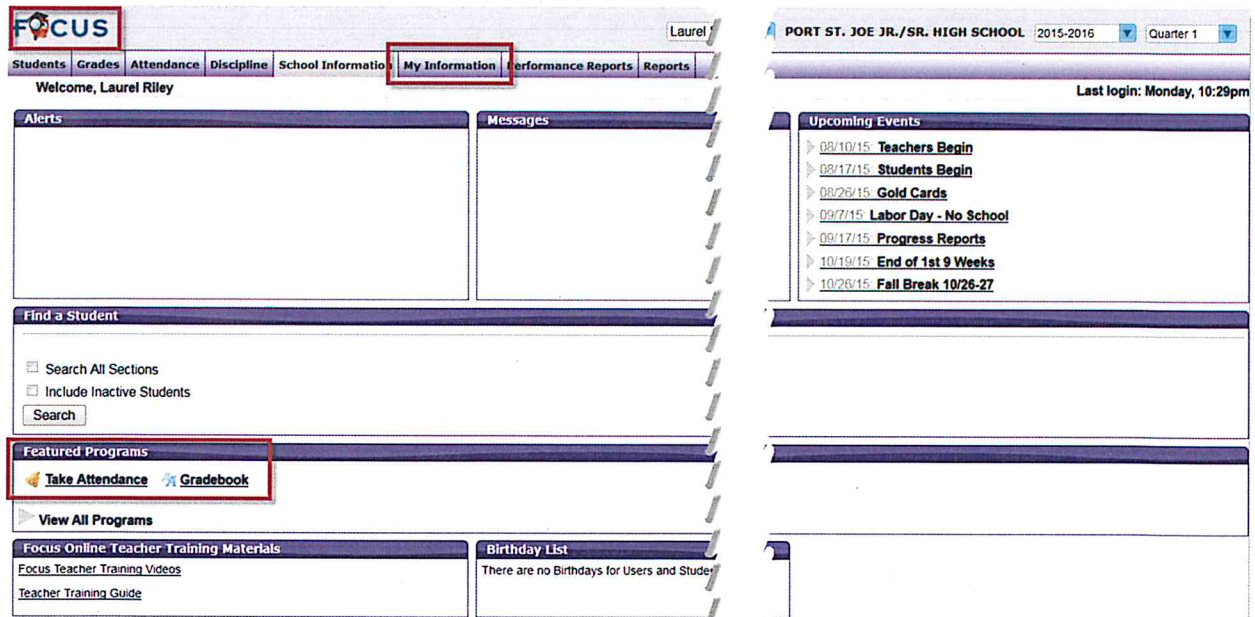 FOCUS
Laurel
PORT ST. JOE JR./SR. HIGH SCHOOL 2015-2016 Quarter 1
Students Grades Attendance Discipline School Information My Information Performance Reports Reports
Welcome, Laurel Riley
Last login: Monday, 10:29pm
Alerts
Messages
Upcoming Events
08/10/15: Teachers Begin
08/17/15: Students Begin
08/26/15: Gold Cards
09/7/15: Labor Day - No School
09/17/15: Progress Reports
10/19/15: End of 1st 9 Weeks
10/26/15: Fall Break 10/26-27
Find a Student
Search All Sections
Include Inactive Students
Search
Featured Programs
Take Attendance Gradebook
View All Programs
Focus Online Teacher Training Materials
Focus Teacher Training Videos
Teacher Training Guide
Birthday List
There are no Birthdays for Users and